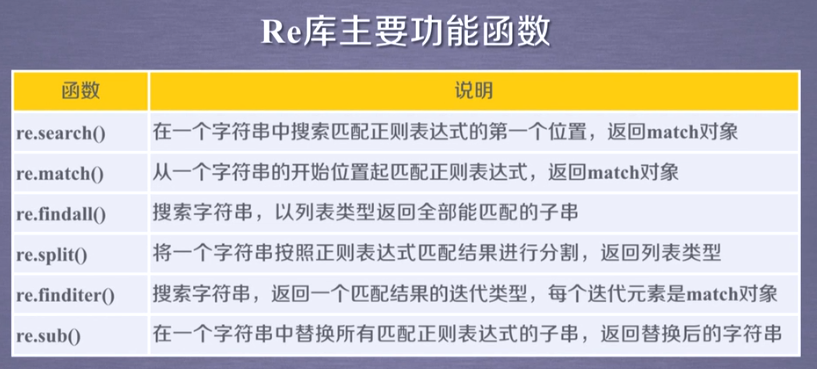 Re库主要功能函数
函数 说明
re.search() 在一个字符串中搜索匹配正则表达式的第一个位置，返回match对象
re.match() 从一个字符串的开始位置起匹配正则表达式，返回match对象
re.findall() 搜索字符串，以列表类型返回全部能匹配的子串
re.split() 将一个字符串按照正则表达式匹配结果进行分割，返回列表类型
re.finditer() 搜索字符串，返回一个匹配结果的迭代类型，每个迭代元素是match对象
re.sub() 在一个字符串中替换所有匹配正则表达式的子串，返回替换后的字符串